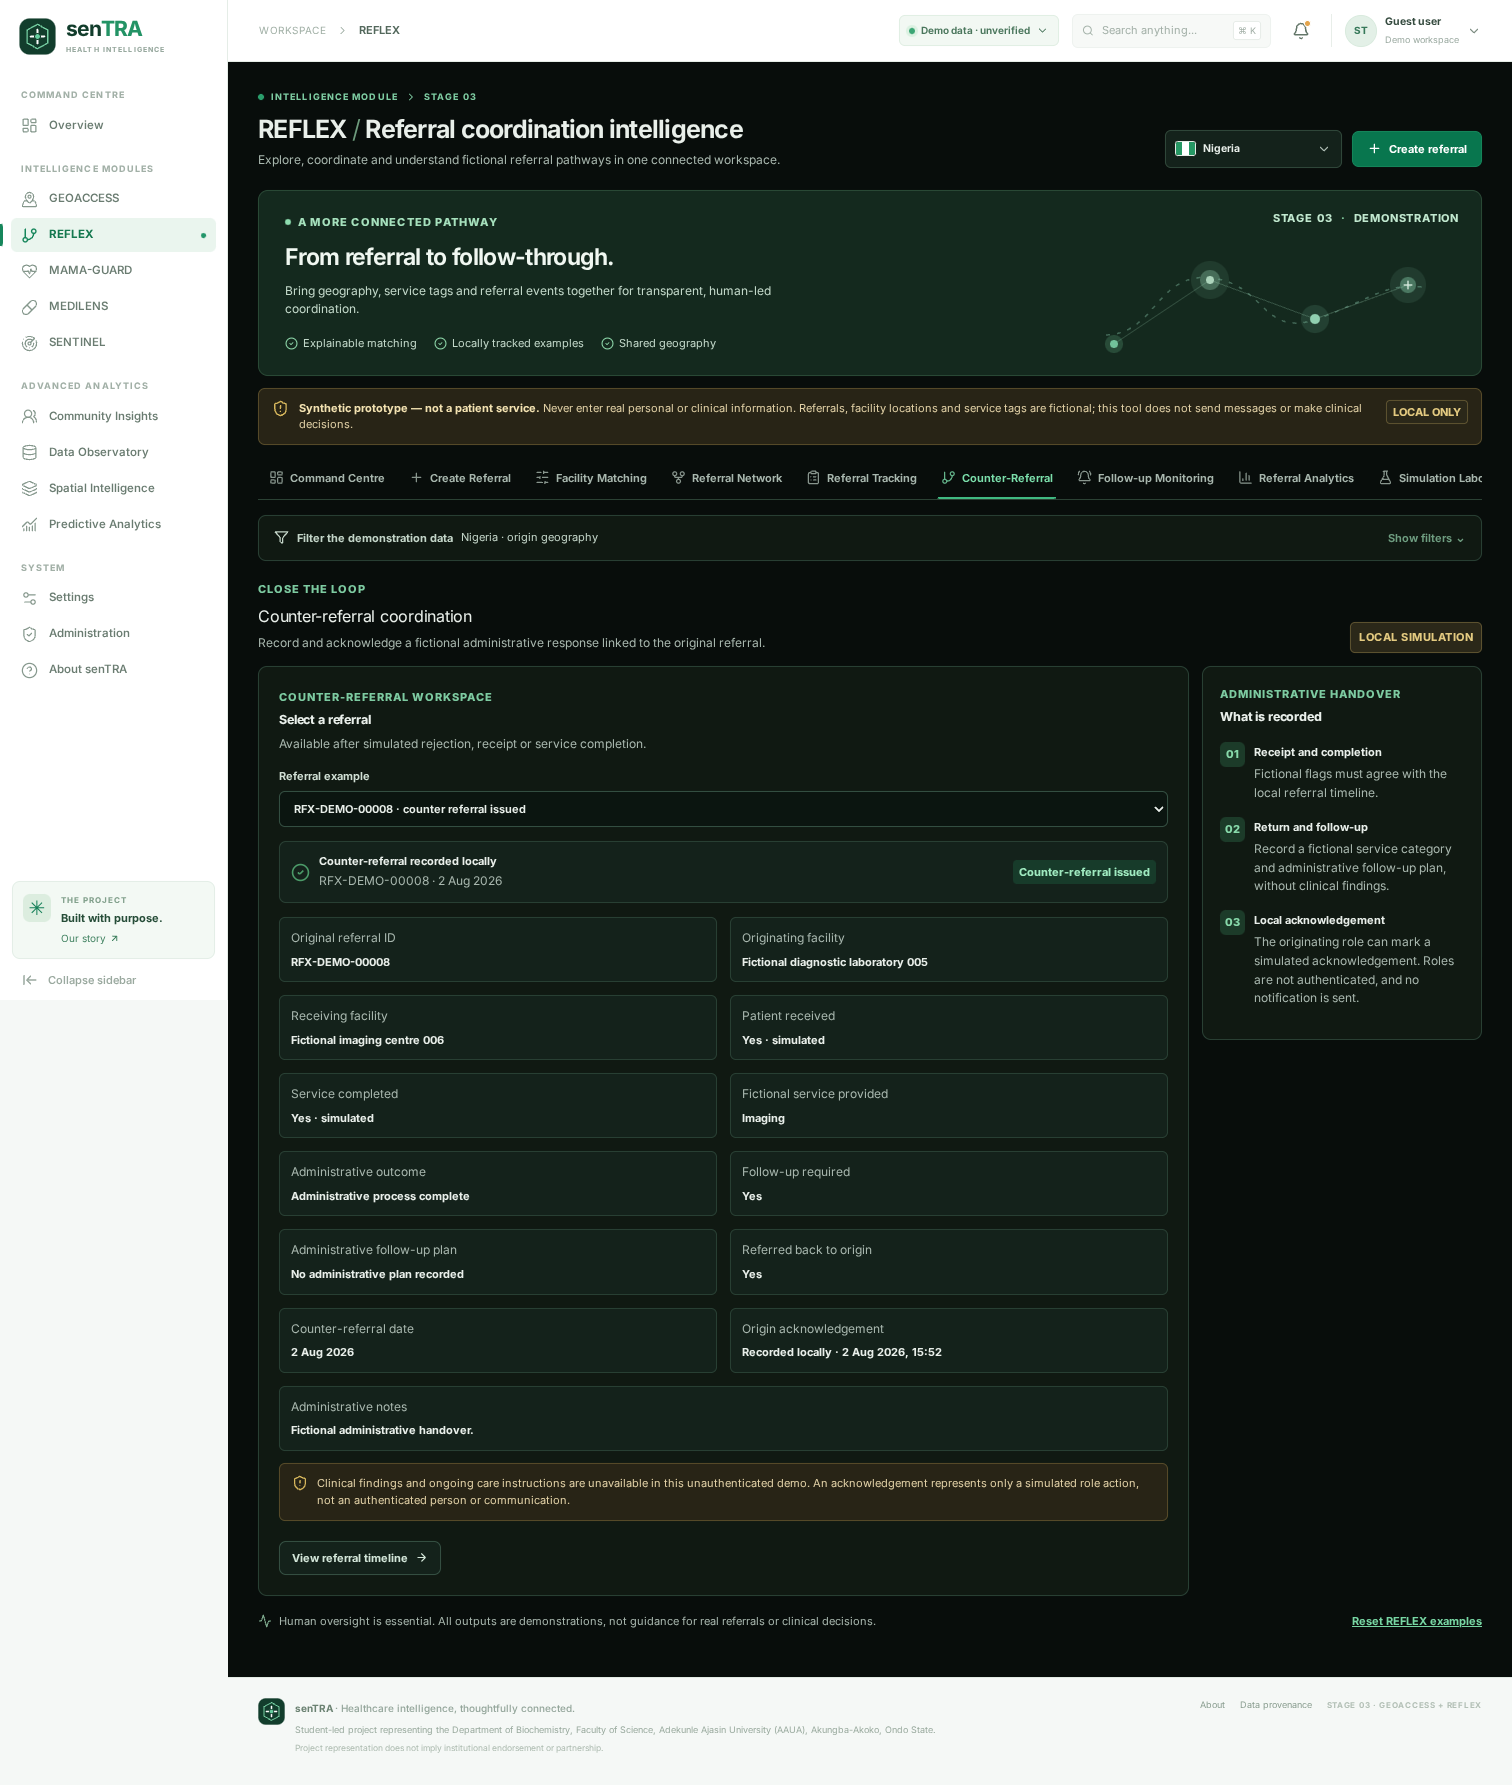 senTRA
HEALTH INTELLIGENCE
COMMAND CENTRE
Overview
INTELLIGENCE MODULES
GEOACCESS
REFLEX
MAMA-GUARD
MEDILENS
SENTINEL
ADVANCED ANALYTICS
Community Insights
Data Observatory
Spatial Intelligence
Predictive Analytics
SYSTEM
Settings
Administration
About senTRA
THE PROJECT
Built with purpose.
Our story
Collapse sidebar
WORKSPACE > REFLEX
Demo data · unverified
Search anything...
⌘ K
ST
Guest user
Demo workspace
INTELLIGENCE MODULE > STAGE 03
REFLEX / Referral coordination intelligence
Explore, coordinate and understand fictional referral pathways in one connected workspace.
Nigeria
+ Create referral
A MORE CONNECTED PATHWAY
STAGE 03 · DEMONSTRATION
From referral to follow-through.
Bring geography, service tags and referral events together for transparent, human-led
coordination.
Explainable matching
Locally tracked examples
Shared geography
Synthetic prototype — not a patient service. Never enter real personal or clinical information. Referrals, facility locations and service tags are fictional; this tool does not send messages or make clinical
decisions.
LOCAL ONLY
Command Centre
Create Referral
Facility Matching
Referral Network
Referral Tracking
Counter-Referral
Follow-up Monitoring
Referral Analytics
Simulation Labo
Filter the demonstration data Nigeria · origin geography
Show filters
CLOSE THE LOOP
Counter-referral coordination
Record and acknowledge a fictional administrative response linked to the original referral.
LOCAL SIMULATION
COUNTER-REFERRAL WORKSPACE
Select a referral
Available after simulated rejection, receipt or service completion.
Referral example
RFX-DEMO-00008 · counter referral issued
Counter-referral recorded locally
RFX-DEMO-00008 · 2 Aug 2026
Counter-referral issued
Original referral ID
RFX-DEMO-00008
Originating facility
Fictional diagnostic laboratory 005
Receiving facility
Fictional imaging centre 006
Patient received
Yes · simulated
Service completed
Yes · simulated
Fictional service provided
Imaging
Administrative outcome
Administrative process complete
Follow-up required
Yes
Administrative follow-up plan
No administrative plan recorded
Referred back to origin
Yes
Counter-referral date
2 Aug 2026
Origin acknowledgement
Recorded locally · 2 Aug 2026, 15:52
Administrative notes
Fictional administrative handover.
Clinical findings and ongoing care instructions are unavailable in this unauthenticated demo. An acknowledgement represents only a simulated role action,
not an authenticated person or communication.
View referral timeline →
ADMINISTRATIVE HANDOVER
What is recorded
01
Receipt and completion
Fictional flags must agree with the
local referral timeline.
02
Return and follow-up
Record a fictional service category
and administrative follow-up plan,
without clinical findings.
03
Local acknowledgement
The originating role can mark a
simulated acknowledgement. Roles
are not authenticated, and no
notification is sent.
Human oversight is essential. All outputs are demonstrations, not guidance for real referrals or clinical decisions.
Reset REFLEX examples
senTRA · Healthcare intelligence, thoughtfully connected.
Student-led project representing the Department of Biochemistry, Faculty of Science, Adekunle Ajasin University (AAUA), Akungba-Akoko, Ondo State.
Project representation does not imply institutional endorsement or partnership.
About
Data provenance
STAGE 03 · GEOACCESS + REFLEX